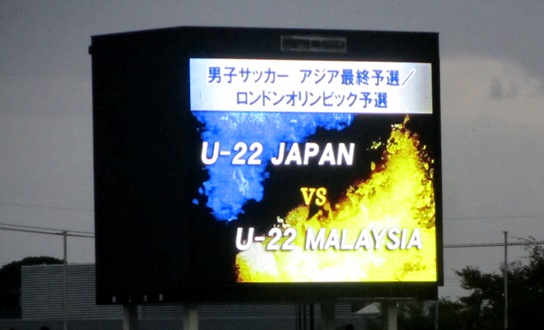 男子サッカー アジア最終予選／
ロンドンオリンピック予選
U-22 JAPAN
VS
U-22 MALAYSIA